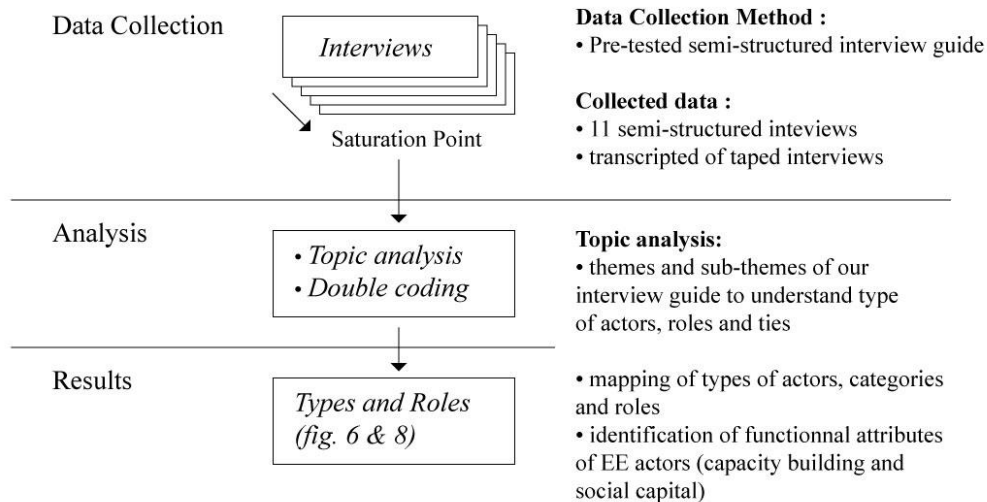 Data Collection
Interviews
Saturation Point
Data Collection Method :
• Pre-tested semi-structured interview guide
Collected data :
• 11 semi-structured inteviews
• transcripted of taped interviews
Analysis
• Topic analysis
• Double coding
Topic analysis:
• themes and sub-themes of our
interview guide to understand type
of actors, roles and ties
Results
Types and Roles
(fig. 6 & 8)
• mapping of types of actors, categories
and roles
• identification of functionnal attributes
of EE actors (capacity building and
social capital)